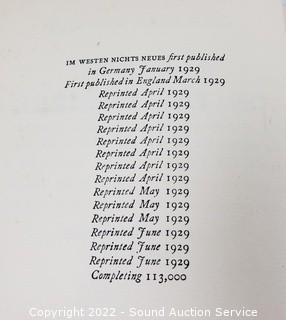 IM WESTEN NICHTS NEUES first published
in Germany January 1929
First published in England March 1929
Reprinted April 1929
Reprinted April 1929
Reprinted April 1929
Reprinted April 1929
Reprinted April 1929
Reprinted April 1929
Reprinted April 1929
Reprinted April 1929
Reprinted May 1929
Reprinted May 1929
Reprinted May 1929
Reprinted June 1929
Reprinted June 1929
Reprinted June 1929
Completing 113,000
Copyright 2022 - Sound Auction Service